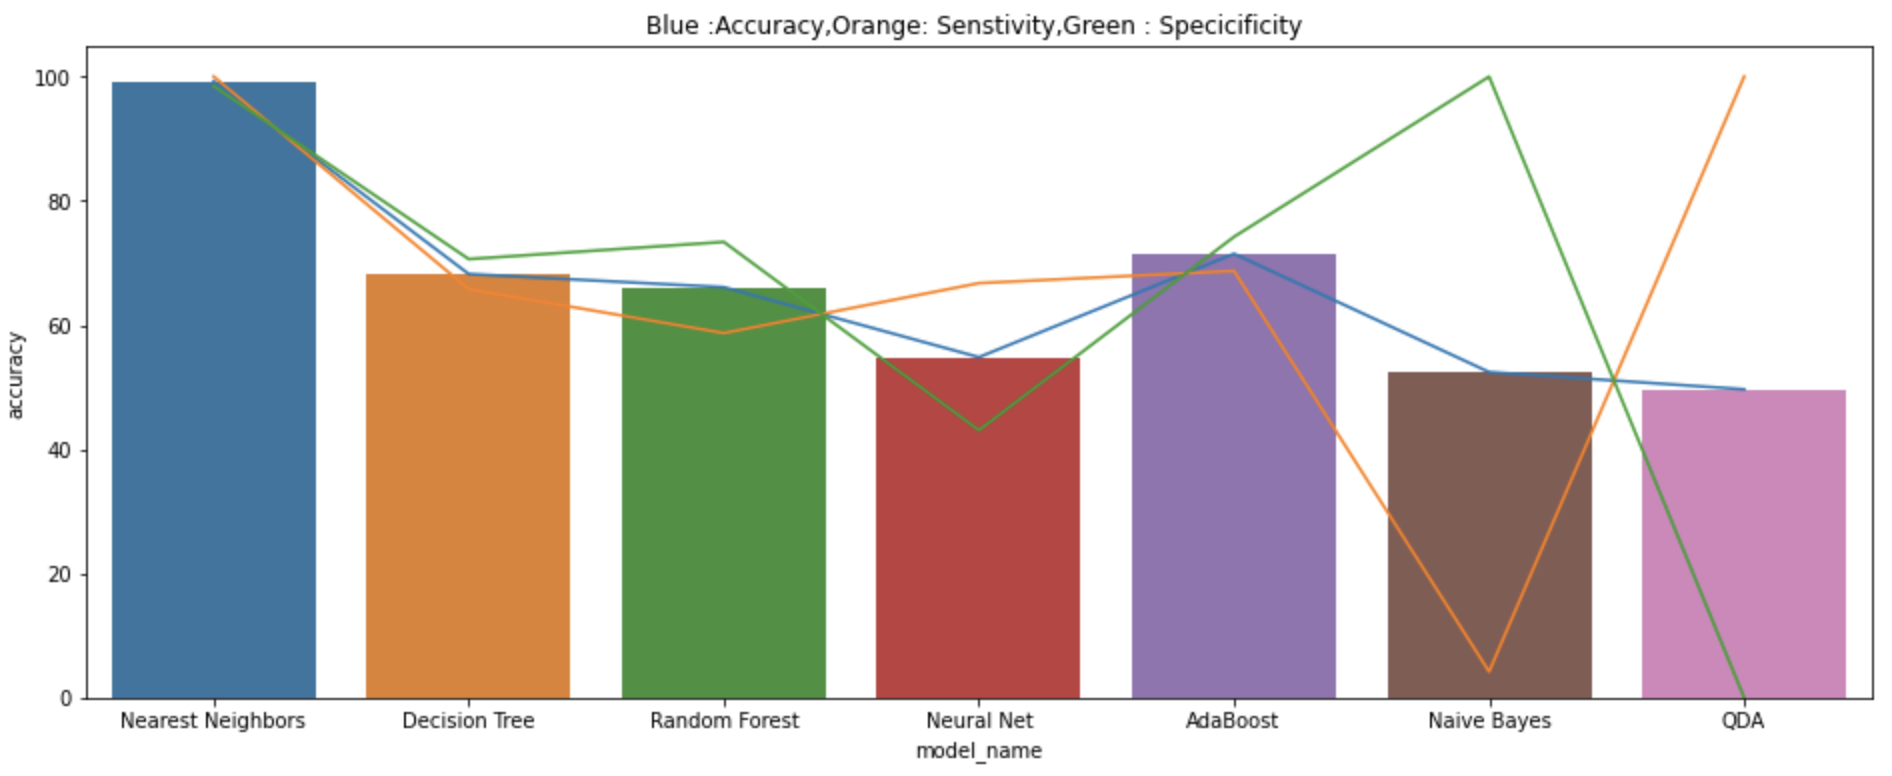 Blue :Accuracy,Orange: Senstivity,Green : Specicificity
100
80
60
40
20
0
accuracy
Nearest Neighbors Decision Tree Random Forest Neural Net AdaBoost Naive Bayes QDA
model_name